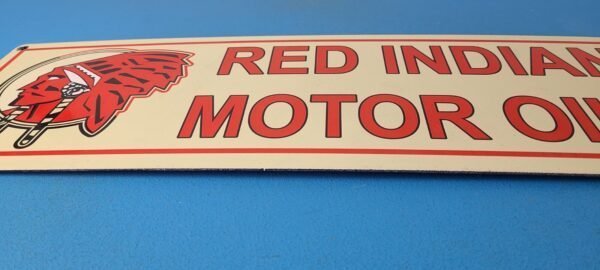 RED INDIAN
MOTOR OI